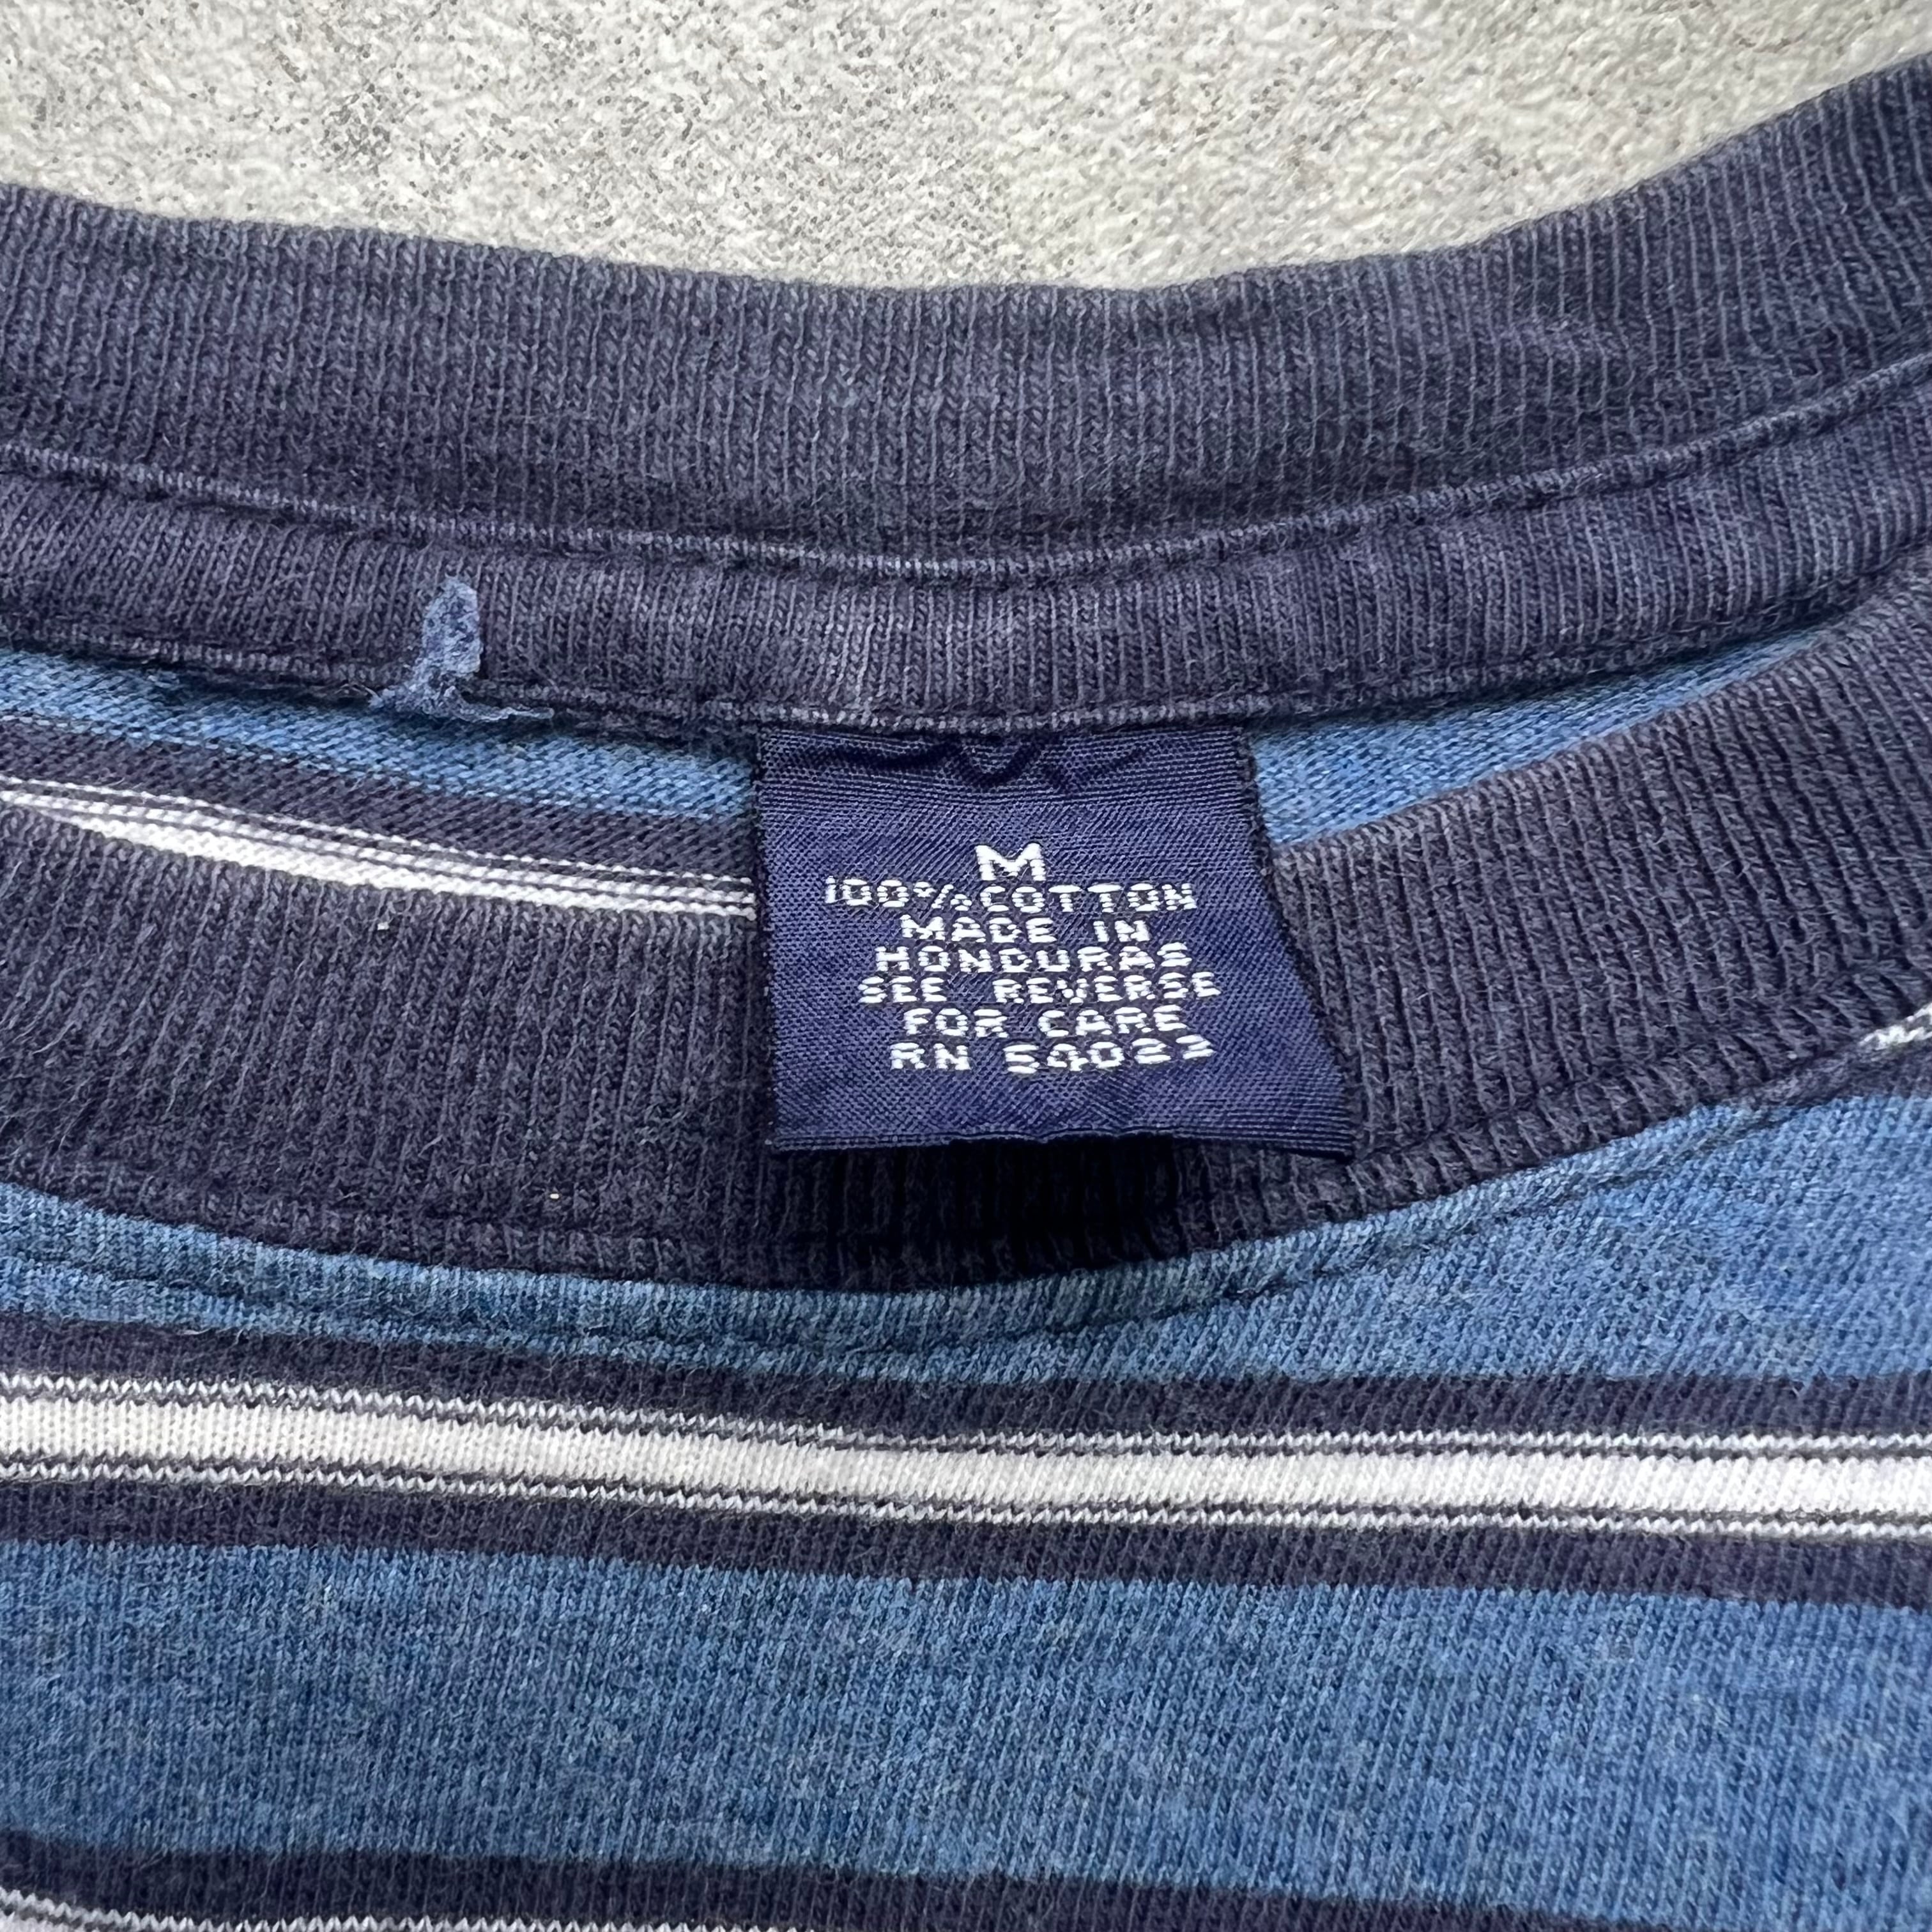 M
100% COTTON
MADE IN
HONDURAS
SEE REVERSE
FOR CARE
RN 54023